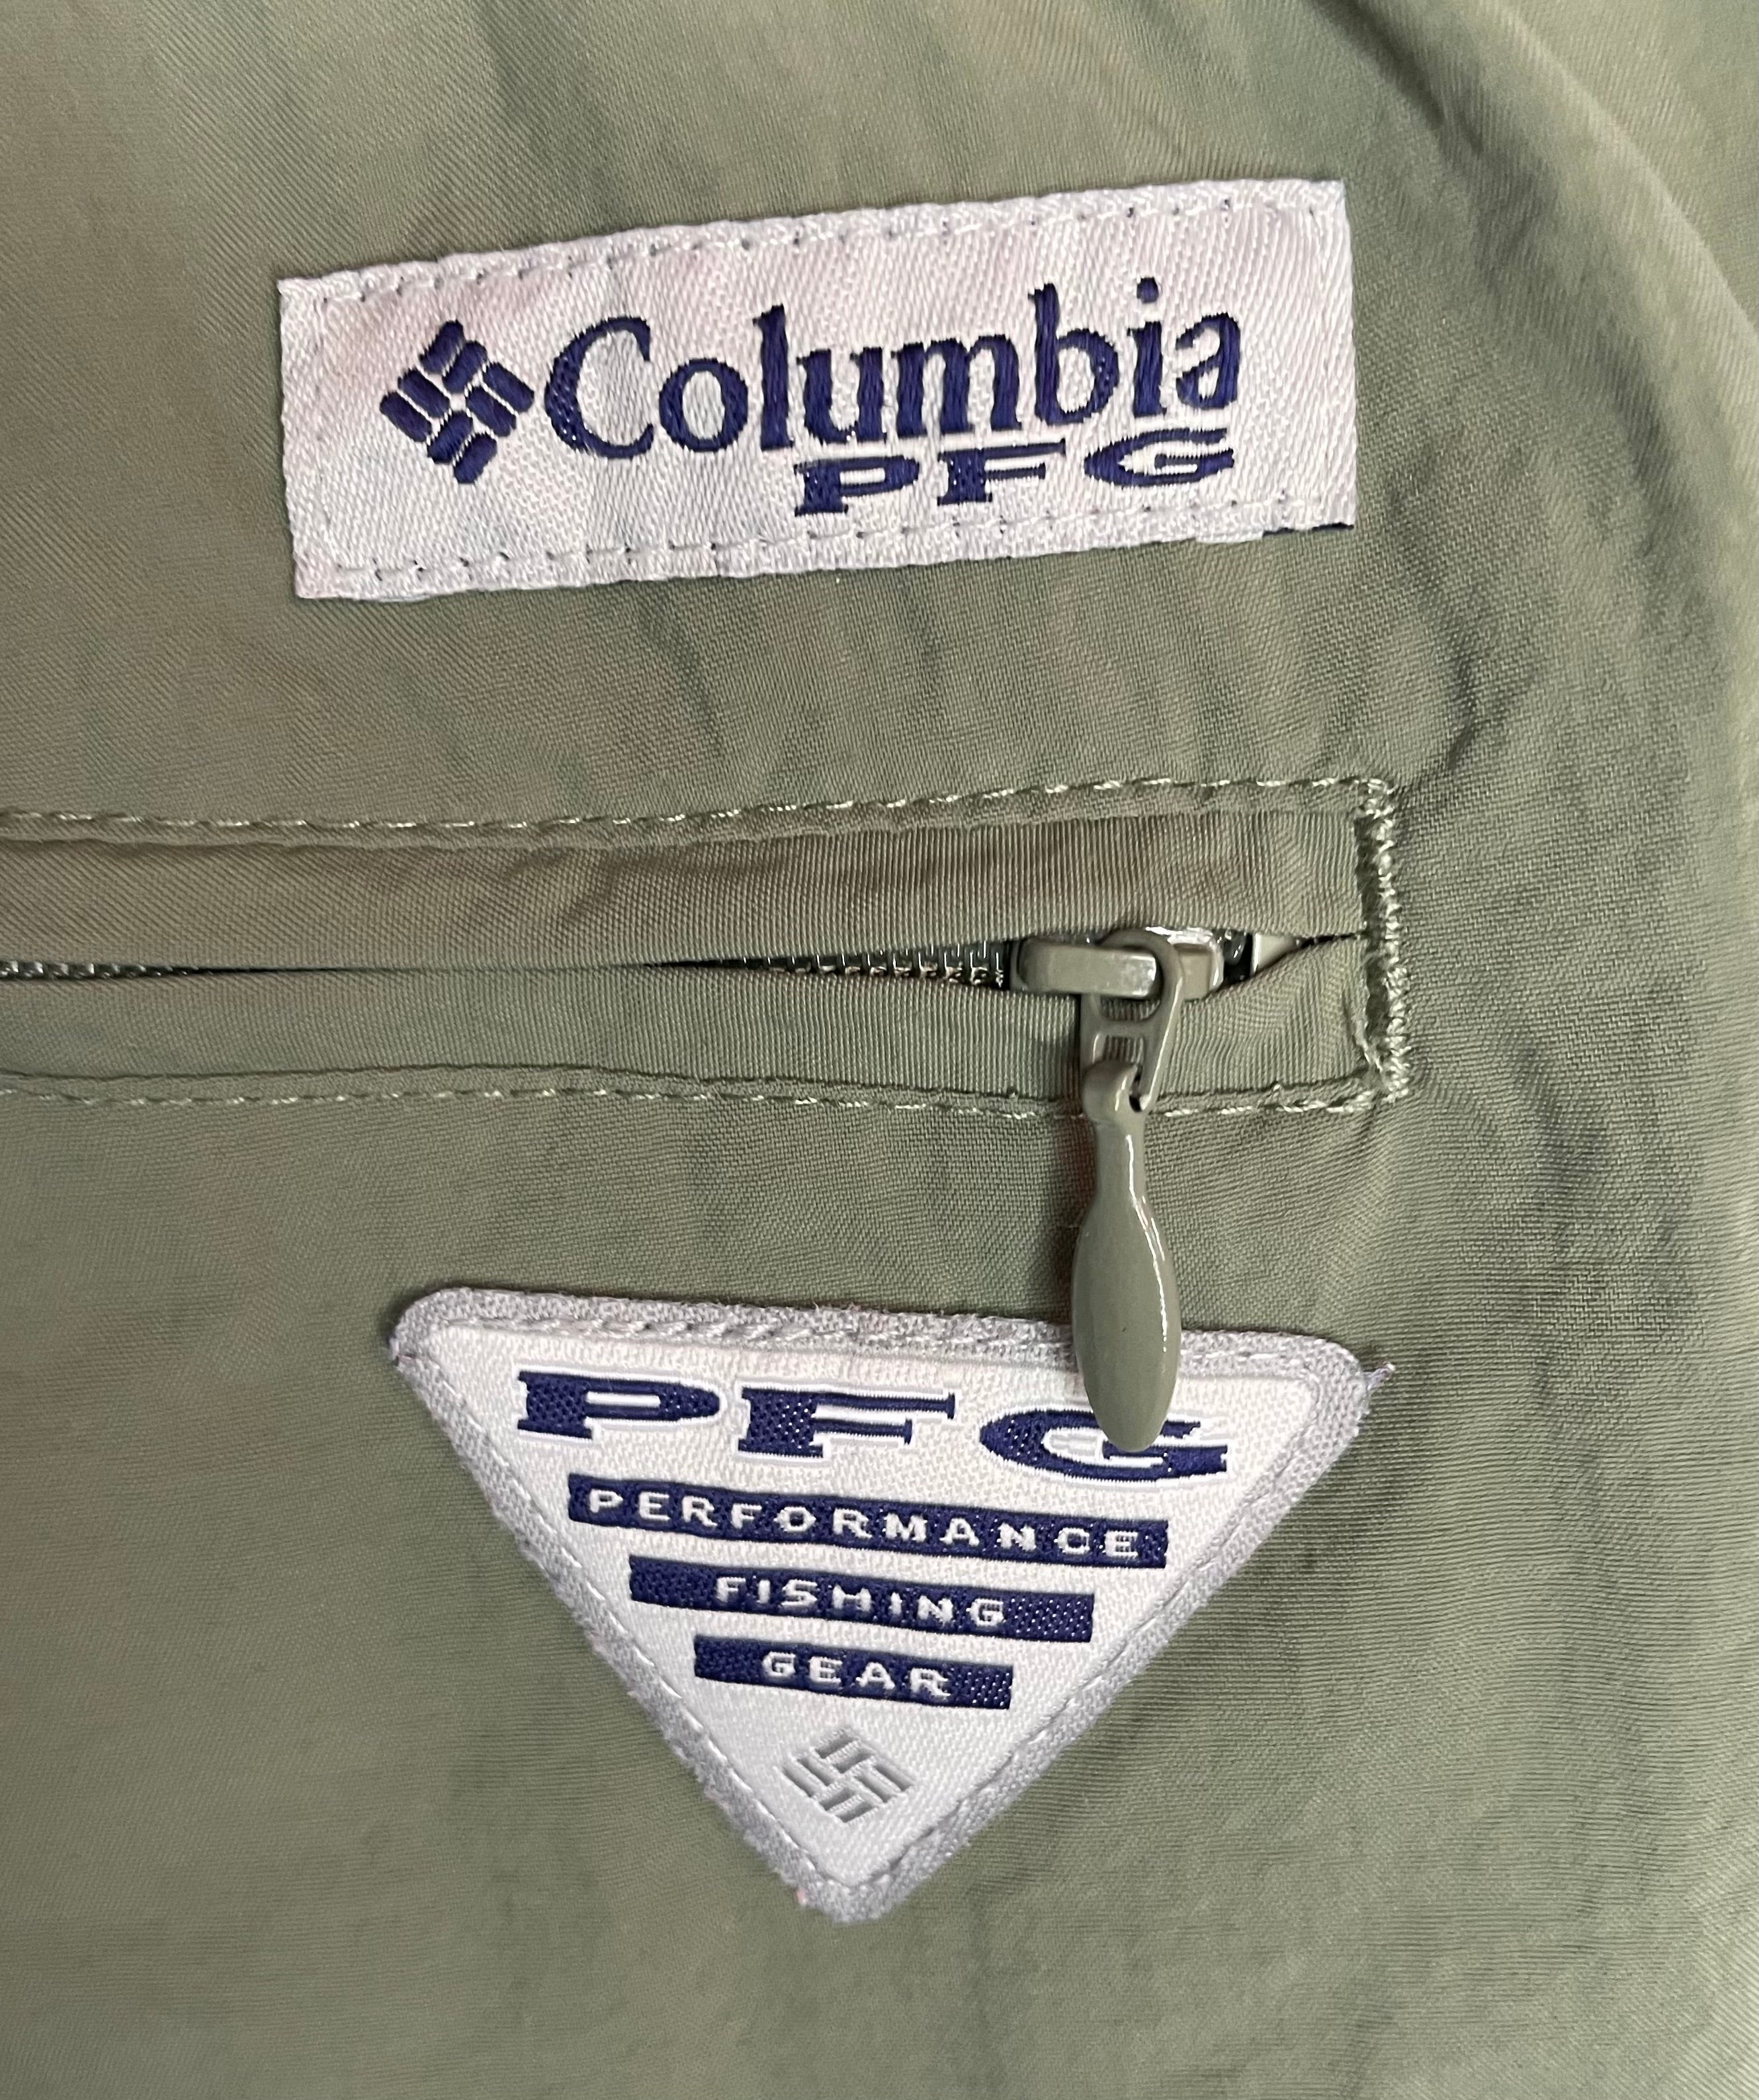 Columbia
PFG
PFG
PERFORMANCE
FISHING
GEAR